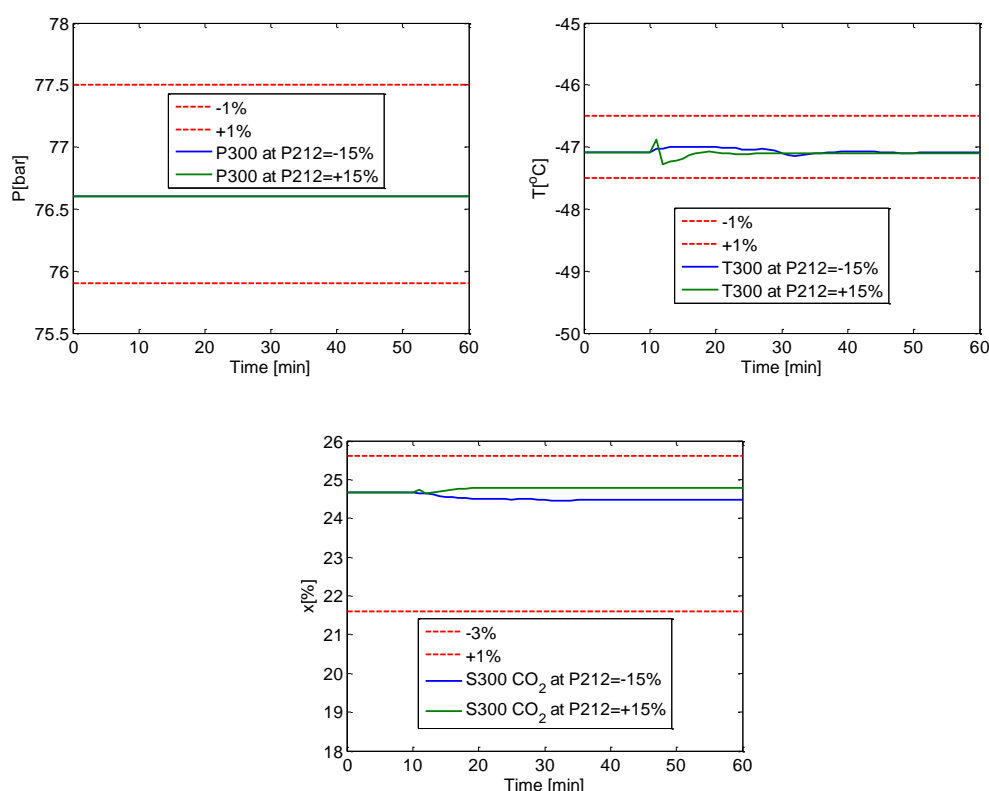 78
77.5
77
76.5
76
75.5
P[bar]
-1%
+1%
P300 at P212=-15%
P300 at P212=+15%
0 10 20 30 40 50 60
Time [min]
-45
-46
-47
-48
-49
-50
T[°C]
-1%
+1%
T300 at P212=-15%
T300 at P212=+15%
0 10 20 30 40 50 60
Time [min]
26
25
24
23
22
21
20
19
18
x[%]
-3%
+1%
S300 CO2 at P212=-15%
S300 CO2 at P212=+15%
0 10 20 30 40 50 60
Time [min]